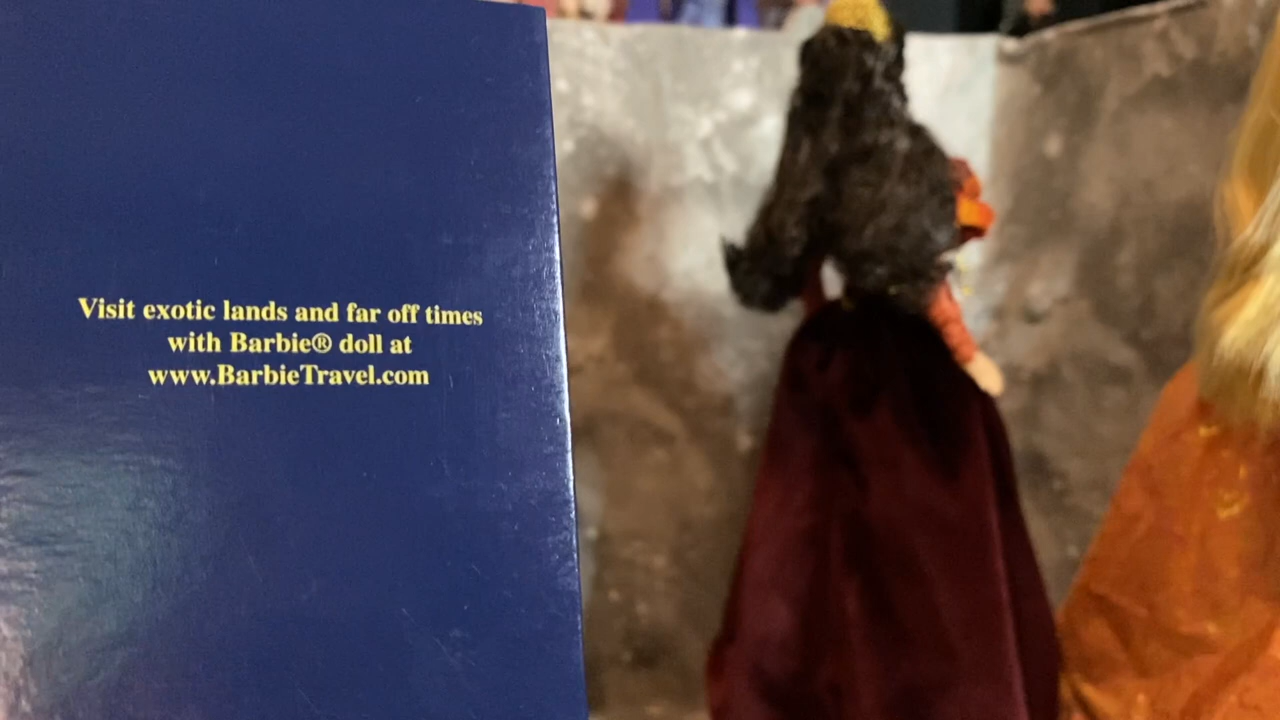 Visit exotic lands and far off times
with Barbie® doll at
www.BarbieTravel.com